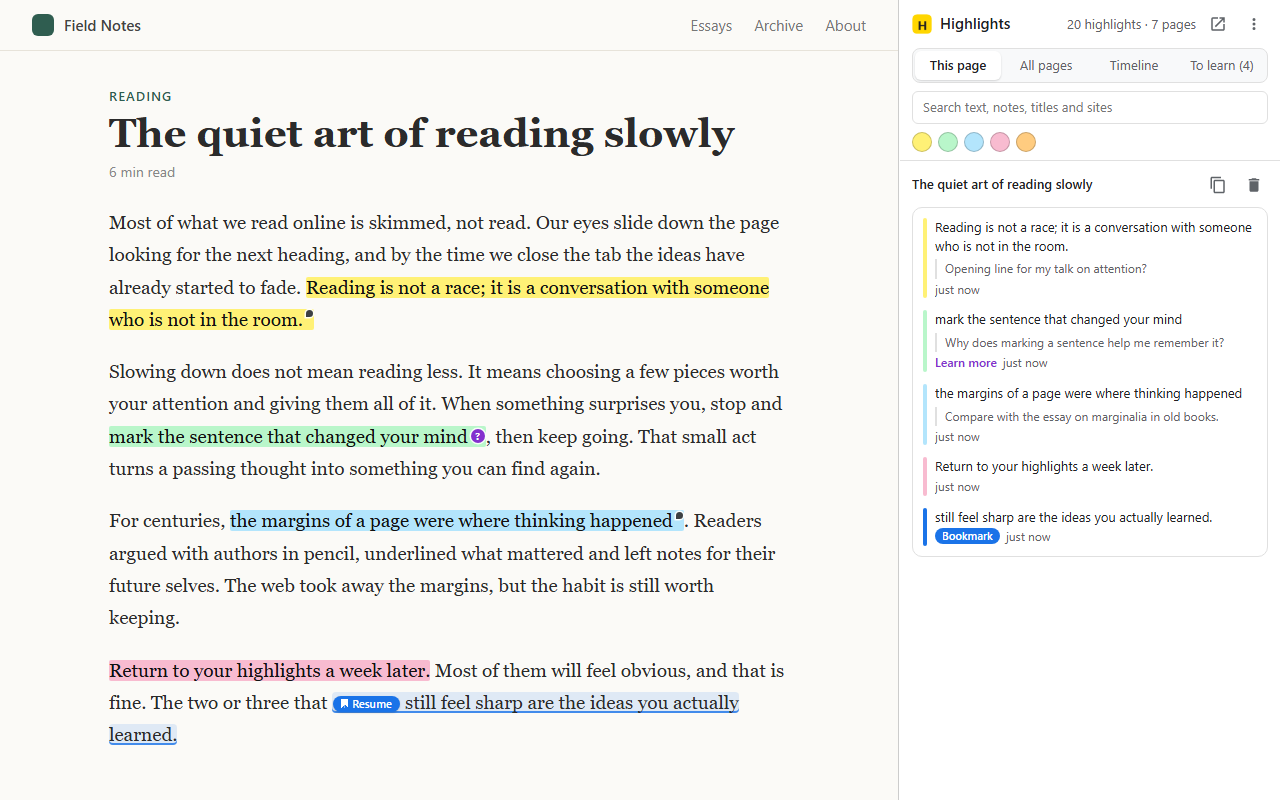 Field Notes
Essays
Archive
About
READING
The quiet art of reading slowly
6 min read
Most of what we read online is skimmed, not read. Our eyes slide down the page
looking for the next heading, and by the time we close the tab the ideas have
already started to fade. Reading is not a race; it is a conversation with someone
who is not in the room.
Slowing down does not mean reading less. It means choosing a few pieces worth
your attention and giving them all of it. When something surprises you, stop and
mark the sentence that changed your mind ?, then keep going. That small act
turns a passing thought into something you can find again.
For centuries, the margins of a page were where thinking happened. Readers
argued with authors in pencil, underlined what mattered and left notes for their
future selves. The web took away the margins, but the habit is still worth
keeping.
Return to your highlights a week later. Most of them will feel obvious, and that is
fine. The two or three that Resume still feel sharp are the ideas you actually
learned.
H
Highlights
20 highlights · 7 pages
This page
All pages
Timeline
To learn (4)
Search text, notes, titles and sites
The quiet art of reading slowly
Reading is not a race; it is a conversation with someone
who is not in the room.
Opening line for my talk on attention?
just now
mark the sentence that changed your mind
Why does marking a sentence help me remember it?
Learn more just now
the margins of a page were where thinking happened
Compare with the essay on marginalia in old books.
just now
Return to your highlights a week later.
just now
still feel sharp are the ideas you actually learned.
Bookmark just now